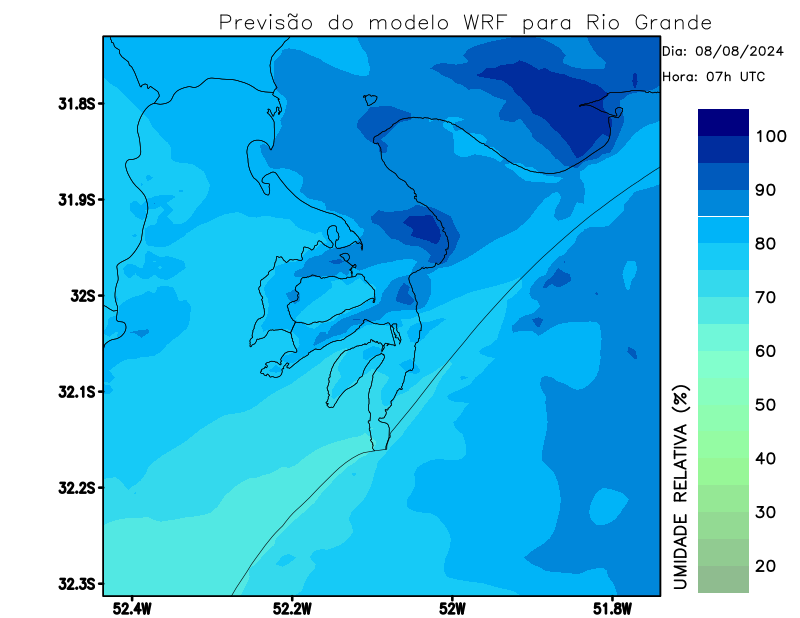 Previsão do modelo WRF para Rio Grande
Dia: 08/08/2024
Hora: 07h UTC
31.8S
31.9S
32S
32.1S
32.2S
32.3S
52.4W
52.2W
52W
51.8W
UMIDADE RELATIVA (%)
100
90
80
70
60
50
40
30
20